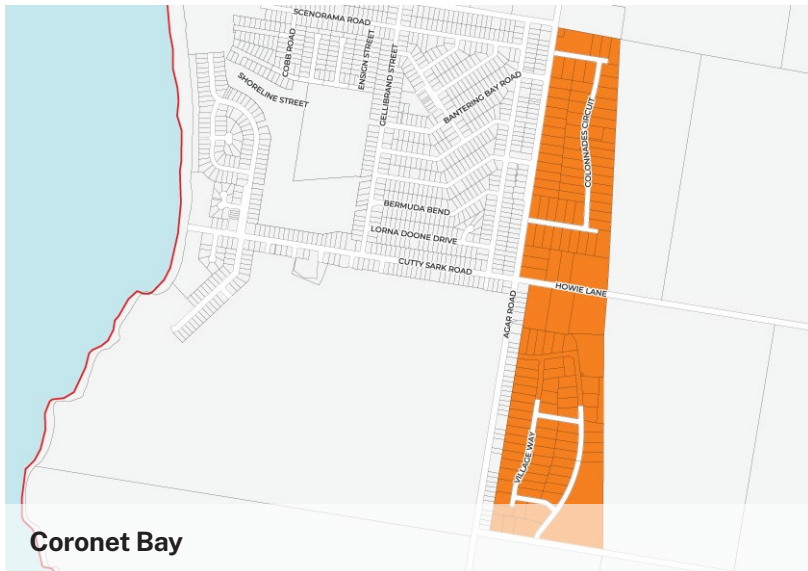 SCENORAMA ROAD
COBB ROAD
ENSIGN STREET
GELLIBRAND STREET
SHORELINE STREET
BANTERING BAY ROAD
COLONNADES CIRCUIT
BERMUDA BEND
LORNA DOONE DRIVE
CUTTY SARK ROAD
HOWIE LANE
AGAR ROAD
VILLAGE WAY
Coronet Bay